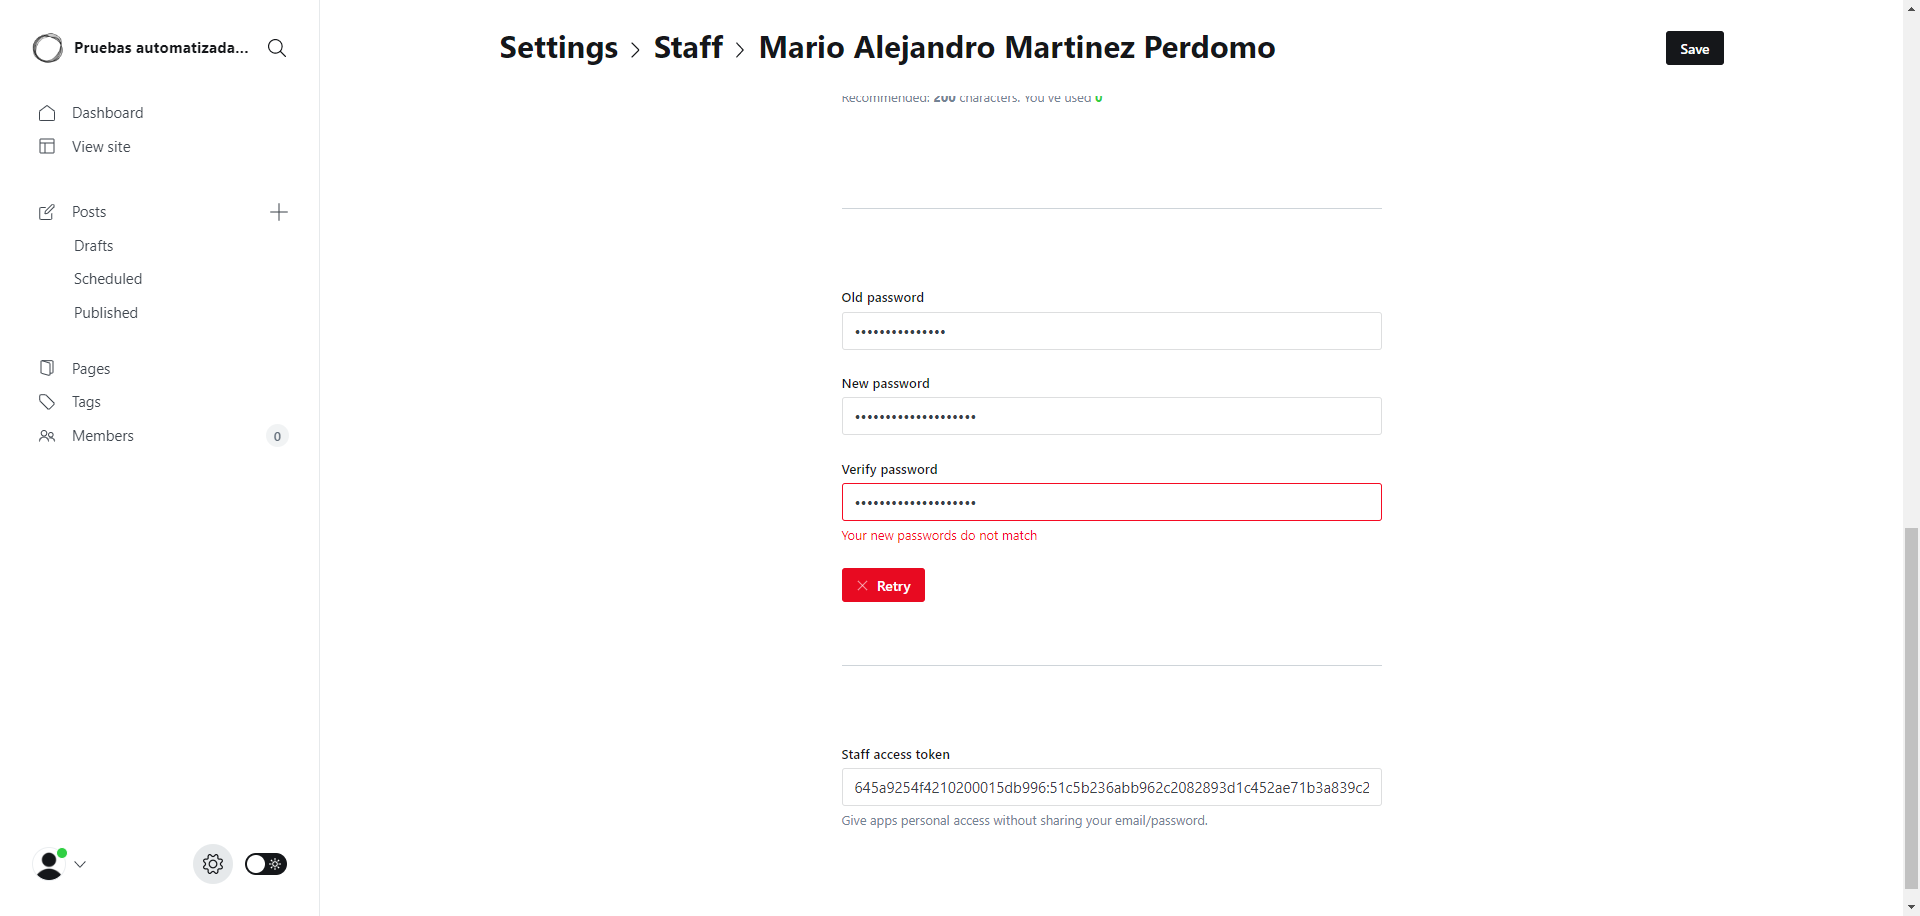 Pruebas automatizada...
Dashboard
View site
Posts
Drafts
Scheduled
Published
Pages
Tags
Members
0
Settings > Staff > Mario Alejandro Martinez Perdomo
Save
Recommended: 200 characters. You've used 0
Old password
•••••••••••••••
New password
••••••••••••••••••••
Verify password
••••••••••••••••••••
Your new passwords do not match
Retry
Staff access token
645a9254f4210200015db996:51c5b236abb962c2082893d1c452ae71b3a839c2
Give apps personal access without sharing your email/password.